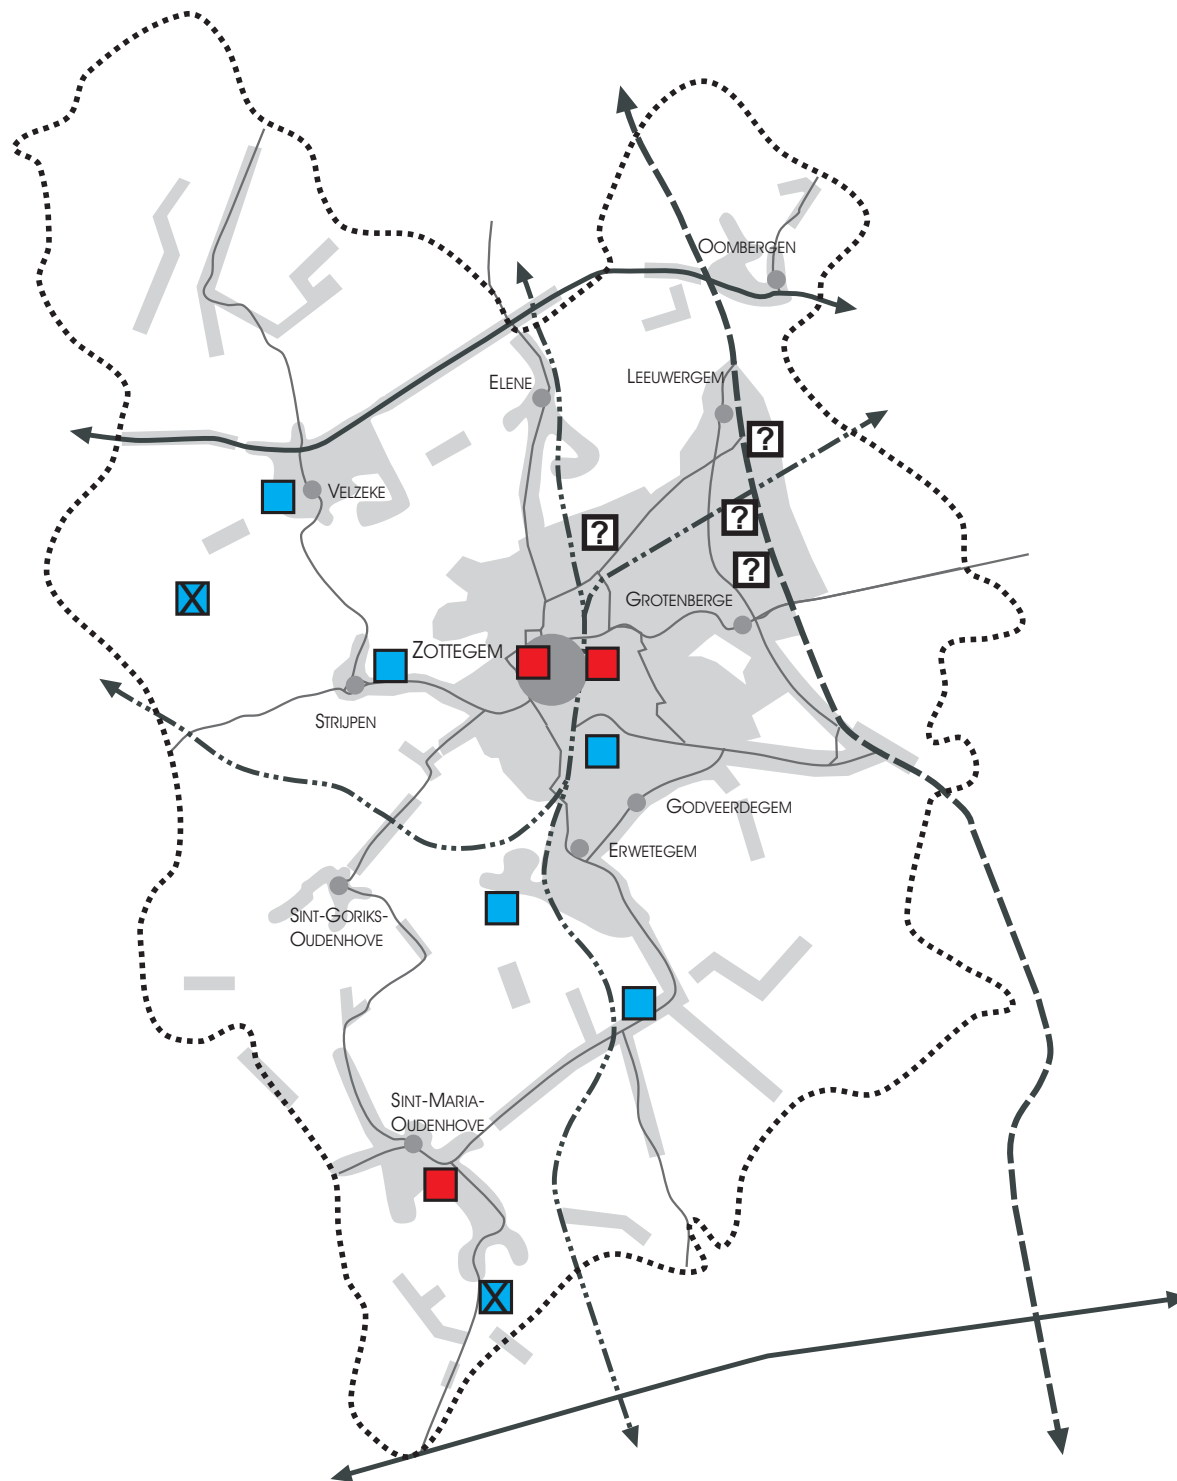 Oombergen
Leeuwergem
Elene
?
Velzeke
?
?
?
Grotenberge
Zottegem
Strijpen
Godveerdegem
Erwetegem
Sint-Goriks-
Oudenhove
Sint-Maria-
Oudenhove